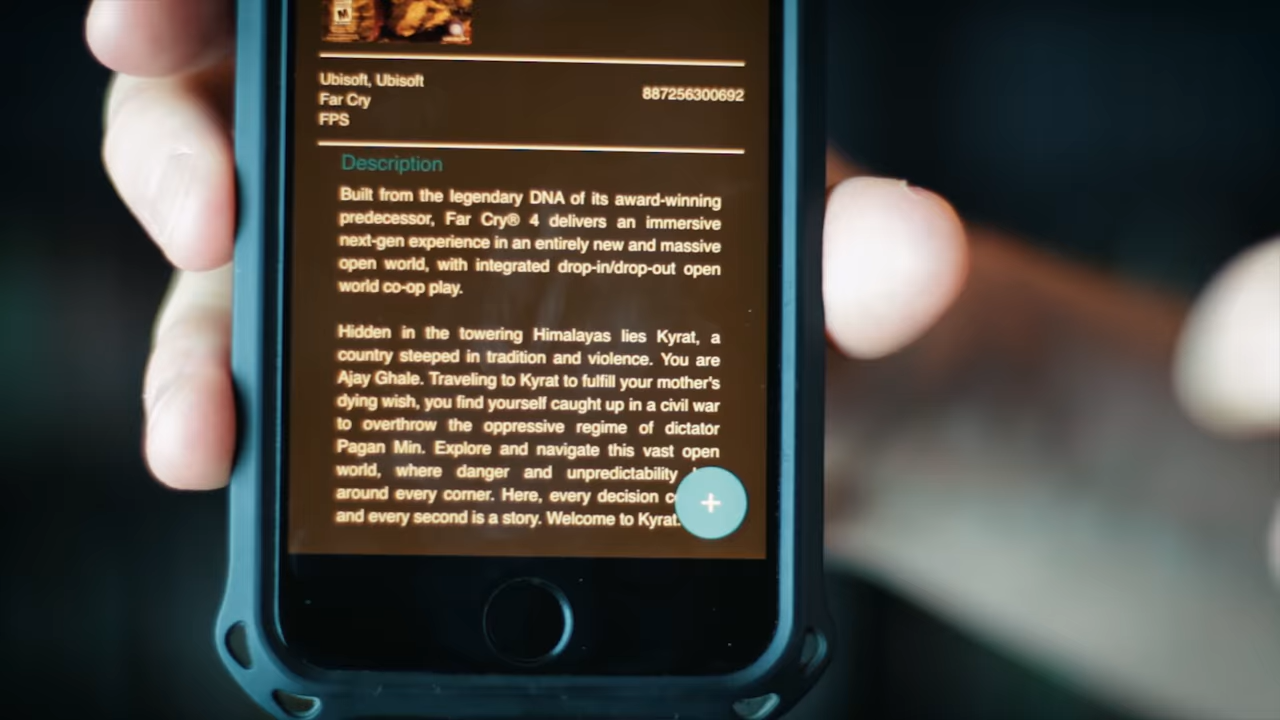 Ubisoft, Ubisoft
Far Cry
FPS
887256300692
Description
Built from the legendary DNA of its award-winning
predecessor, Far Cry® 4 delivers an immersive
next-gen experience in an entirely new and massive
open world, with integrated drop-in/drop-out open
world co-op play.
Hidden in the towering Himalayas lies Kyrat, a
country steeped in tradition and violence. You are
Ajay Ghale. Traveling to Kyrat to fulfill your mother's
dying wish, you find yourself caught up in a civil war
to overthrow the oppressive regime of dictator
Pagan Min. Explore and navigate this vast open
world, where danger and unpredictability
around every corner. Here, every decision
and every second is a story. Welcome to Kyrat.
+